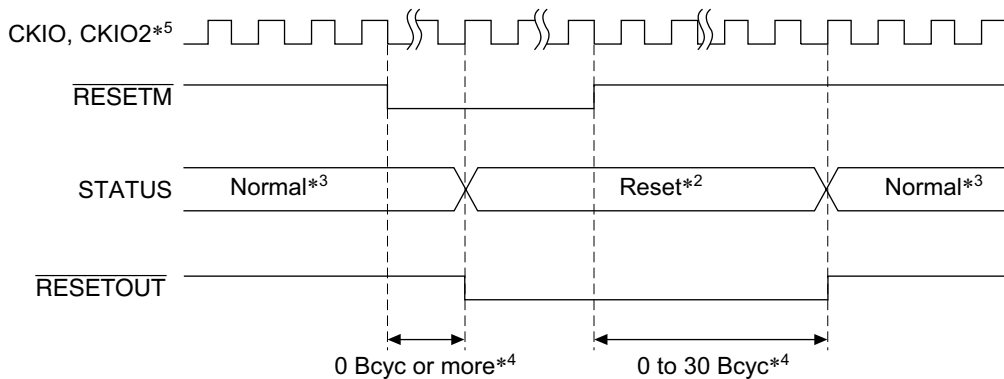 CKIO, CKIO2*5
RESETM
STATUS
Normal*3
Reset*2
Normal*3
RESETOUT
0 Bcyc or more*4
0 to 30 Bcyc*4